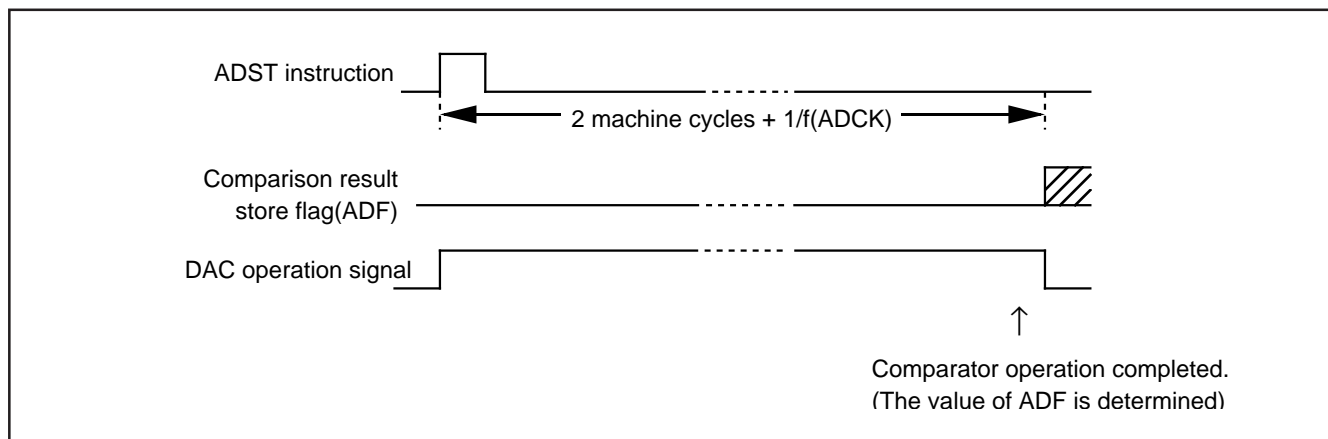 ADST instruction
2 machine cycles + 1/f(ADCK)
Comparison result
store flag(ADF)
DAC operation signal
↑
Comparator operation completed.
(The value of ADF is determined)